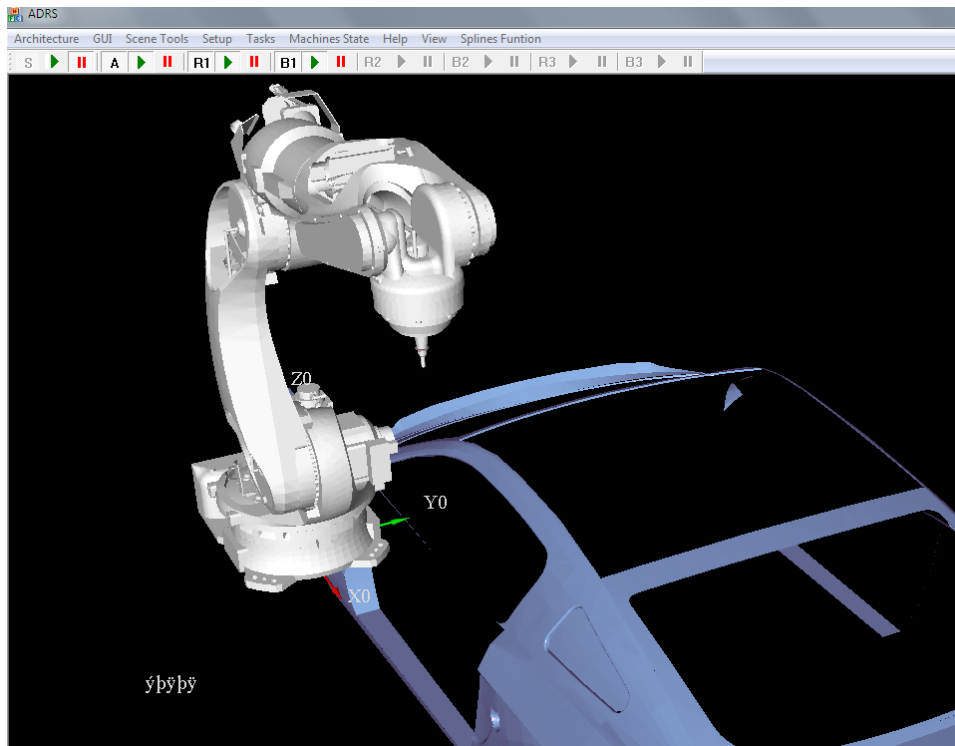 ADRS
Architecture GUI Scene Tools Setup Tasks Machines State Help View Splines Funtion
S A R1 B1 R2 B2 R3 B3
Z0
Y0
X0
ýþÿþÿ